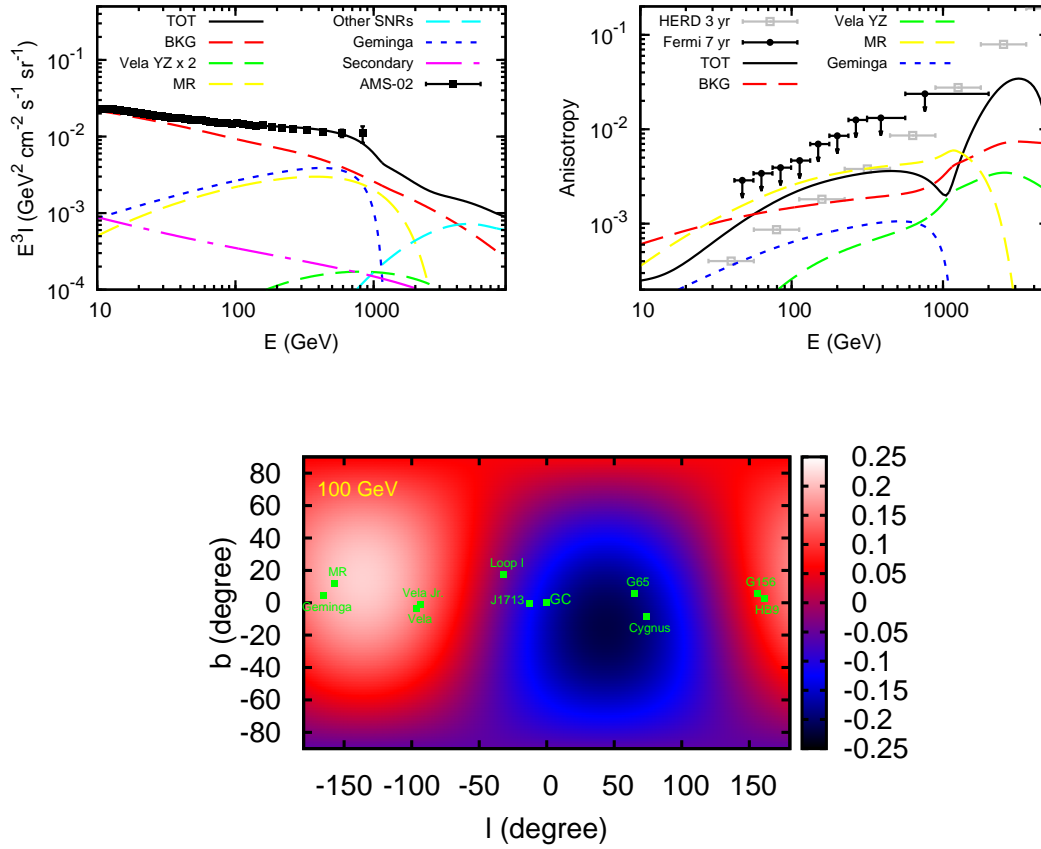 TOT
BKG
Vela YZ x 2
MR
Other SNRs
Geminga
Secondary
AMS-02
10⁻¹
10⁻²
10⁻³
10⁻⁴
10 100 1000
E³I (GeV² cm⁻² s⁻¹ sr⁻¹)
E (GeV)
HERD 3 yr
Fermi 7 yr
TOT
BKG
Vela YZ
MR
Geminga
10⁻¹
10⁻²
10⁻³
10 100 1000
Anisotropy
E (GeV)
100 GeV
MR
Geminga
Vela Jr.
Vela
Loop I
J1713
GC
G65
Cygnus
G156
HB9
80
60
40
20
0
-20
-40
-60
-80
b (degree)
-150 -100 -50 0 50 100 150
l (degree)
0.25
0.2
0.15
0.1
0.05
0
-0.05
-0.1
-0.15
-0.2
-0.25